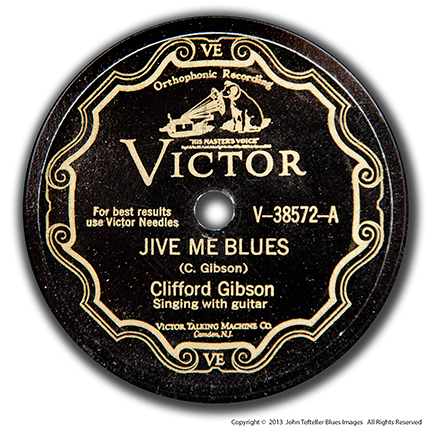 VE
Orthophonic Recording
"HIS MASTER'S VOICE"
VICTOR
For best results
use Victor Needles
V-38572-A
JIVE ME BLUES
(C. Gibson)
Clifford Gibson
Singing with guitar
VICTOR TALKING MACHINE CO.
Camden, N.J.
VE
Copyright © 2013 John Tefteller Blues Images All Rights Reserved